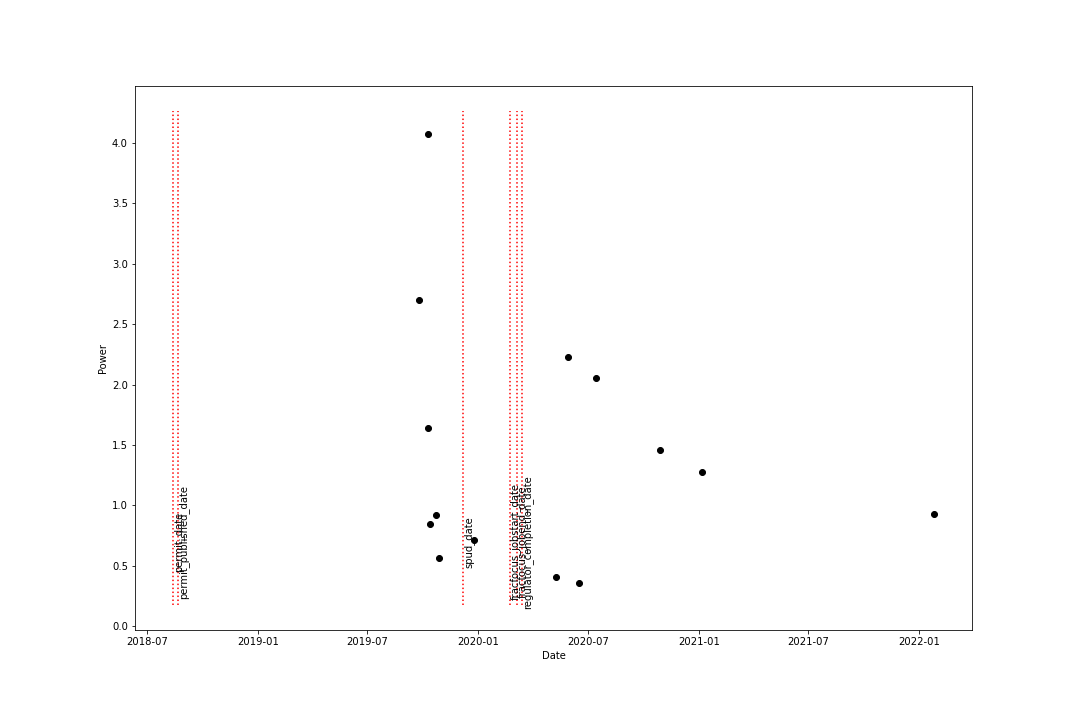 4.0
3.5
3.0
2.5
2.0
1.5
1.0
0.5
0.0
Power
permit_date
permit_published_date
spud_date
fracfocus_jobstart_date
fracfocus_jobend_date
regulator_completion_date
2018-07
2019-01
2019-07
2020-01
2020-07
2021-01
2021-07
2022-01
Date